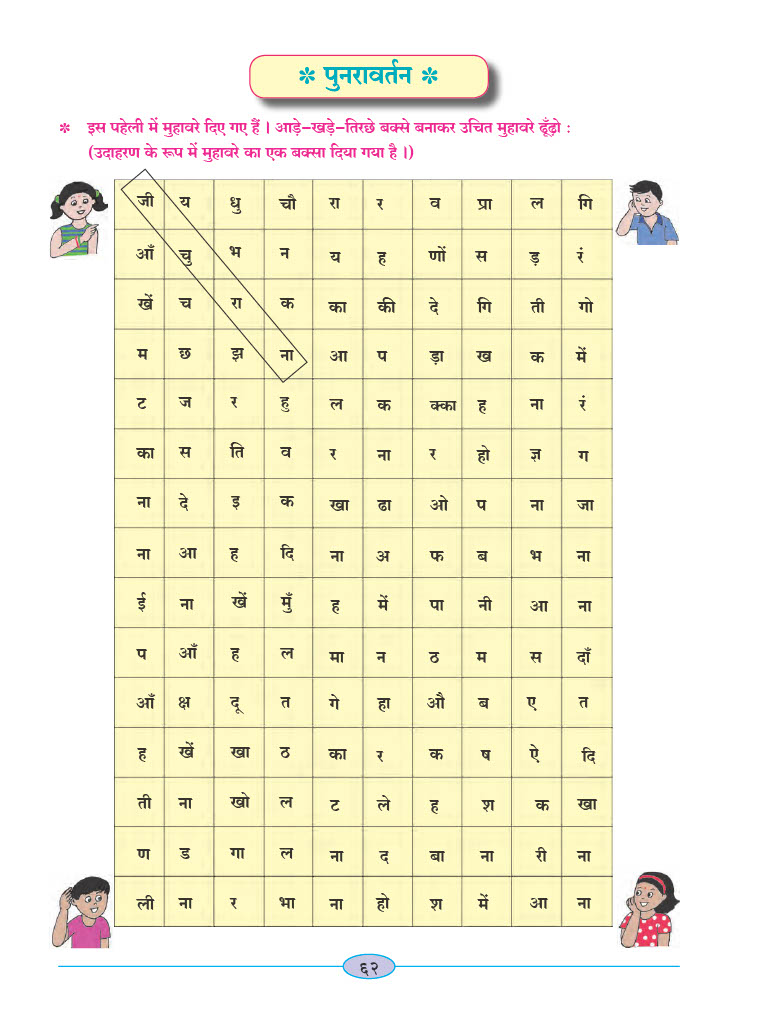 * पुनरावर्तन *
* इस पहेली में मुहावरे दिए गए हैं । आड़े-खड़े-तिरछे बक्से बनाकर उचित मुहावरे ढूँढ़ो :
(उदाहरण के रूप में मुहावरे का एक बक्सा दिया गया है ।)
जी य धु चौ रा र व प्रा ल गि
आँ चु भ न य ह णों स ड़ रं
खें च रा क का की दे गि ती गो
म छ झ ना आ प ड़ा ख क में
ट ज र हु ल क क्का ह ना रं
का स ति व र ना र हो ज्ञ ग
ना दे इ क खा ढा ओ प ना जा
ना आ ह दि ना अ फ ब भ ना
ई ना खें मुँ ह में पा नी आ ना
प आँ ह ल मा न ठ म स दाँ
आँ क्ष दू त गे हा औ ब ए त
ह खें खा ठ का र क ष ऐ दि
ती ना खो ल ट ले ह श क खा
ण ड गा ल ना द बा ना री ना
ली ना र भा ना हो श में आ ना
६२